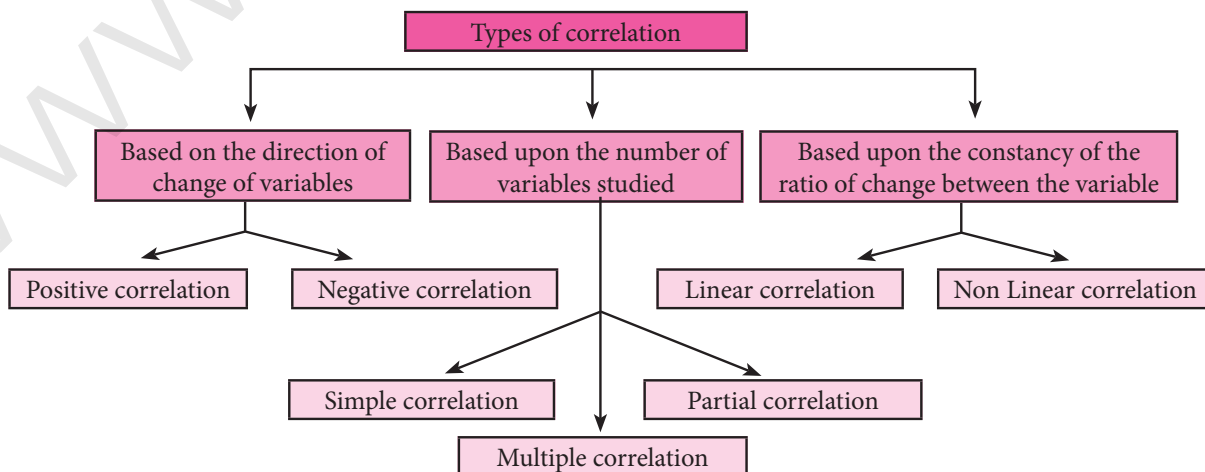 Types of correlation
Based on the direction of
change of variables
Based upon the number of
variables studied
Based upon the constancy of the
ratio of change between the variable
Positive correlation
Negative correlation
Linear correlation
Non Linear correlation
Simple correlation
Partial correlation
Multiple correlation